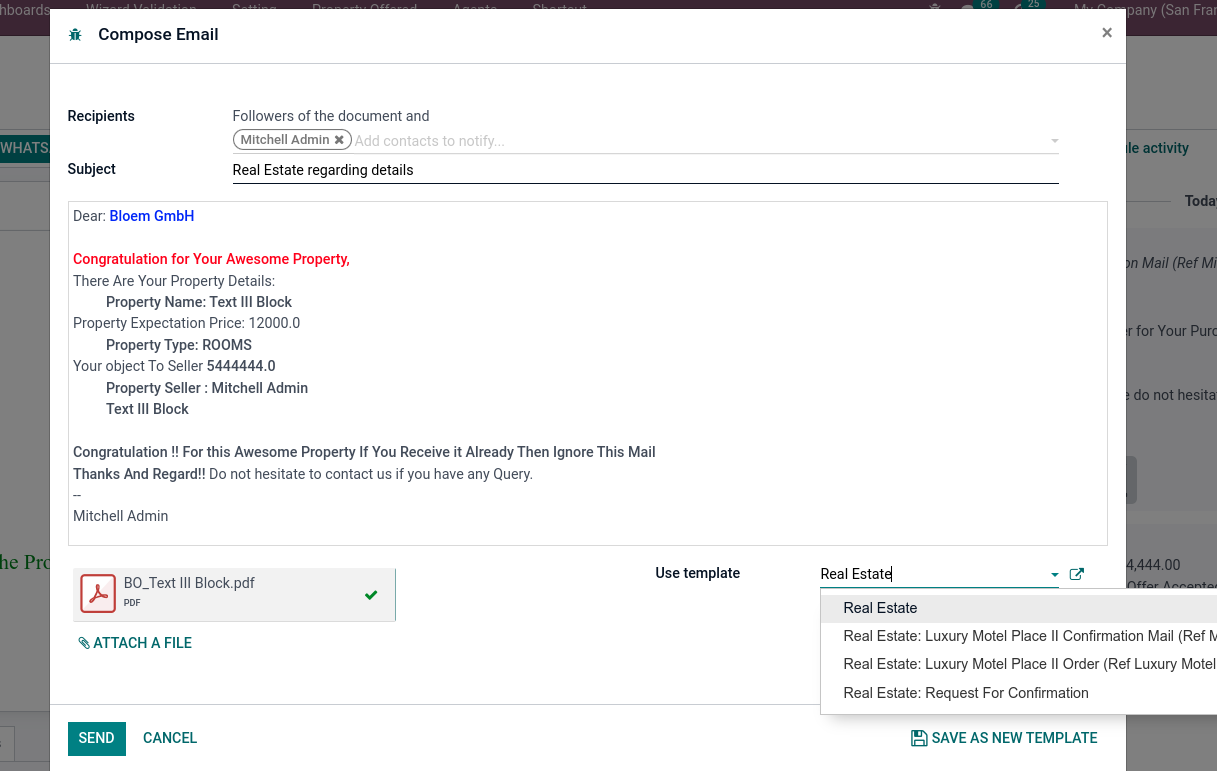 Wizard Validation Setting Property Offered Agents Shortcut 66 25 My Company (San Fran
Compose Email ×
Recipients Followers of the document and
Mitchell Admin ✖ Add contacts to notify...
WHATS
Subject Real Estate regarding details
ule activity
Dear: Bloem GmbH
Today
Congratulation for Your Awesome Property,
on Mail (Ref Mi
There Are Your Property Details:
Property Name: Text III Block
Property Expectation Price: 12000.0
er for Your Purc
Property Type: ROOMS
Your object To Seller 5444444.0
Property Seller : Mitchell Admin
e do not hesita
Text III Block
Congratulation !! For this Awesome Property If You Receive it Already Then Ignore This Mail
Thanks And Regard!! Do not hesitate to contact us if you have any Query.
--
Mitchell Admin
he Pro
4,444.00
BO_Text III Block.pdf
PDF
Use template Real Estate
Offer Accepted
Real Estate
Real Estate: Luxury Motel Place II Confirmation Mail (Ref M
ATTACH A FILE
Real Estate: Luxury Motel Place II Order (Ref Luxury Motel
Real Estate: Request For Confirmation
SEND CANCEL SAVE AS NEW TEMPLATE